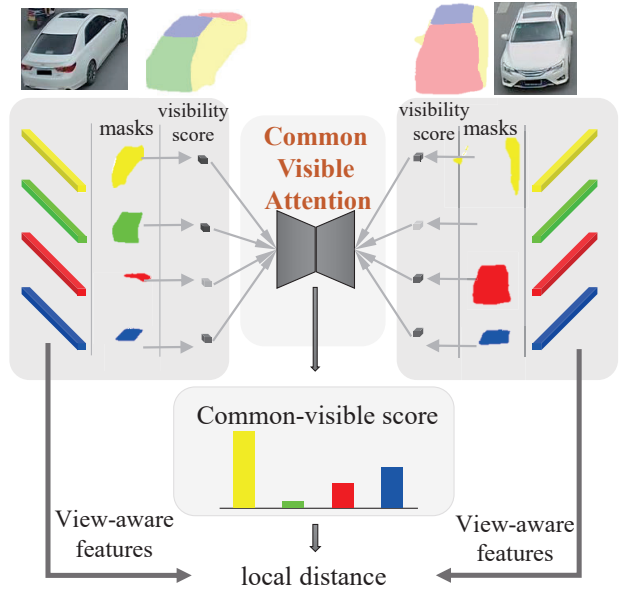 masks
visibility
score
Common
Visible
Attention
visibility
score
masks
Common-visible score
View-aware
features
View-aware
features
local distance